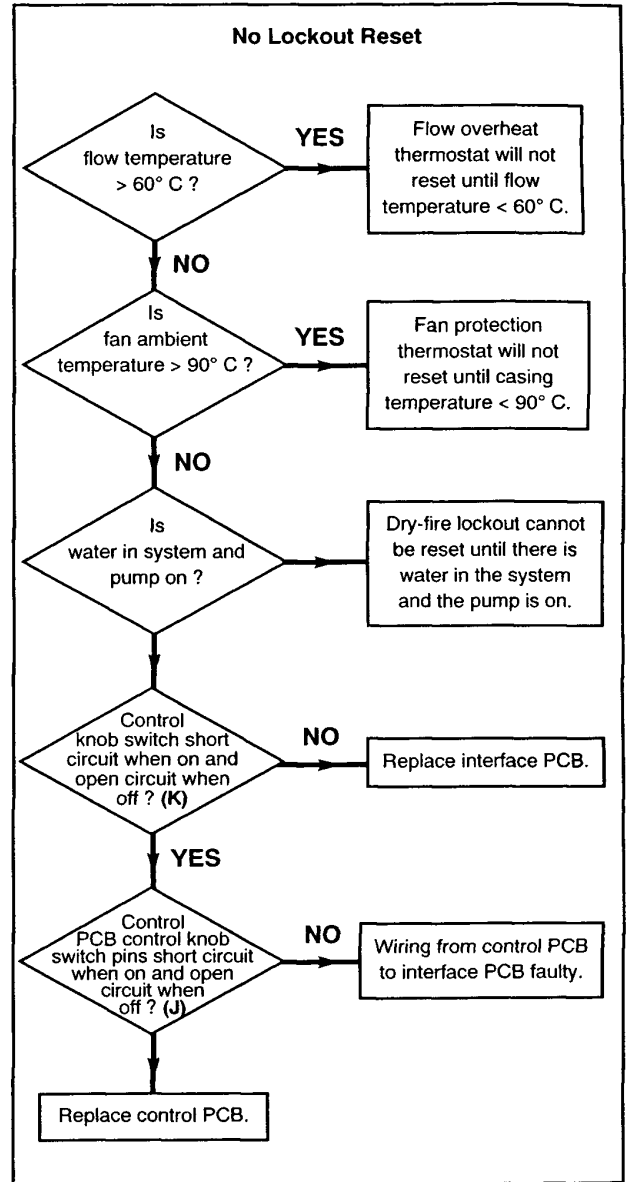 No Lockout Reset
Is
flow temperature
> 60° C ?
YES
Flow overheat
thermostat will not
reset until flow
temperature < 60° C.
NO
Is
fan ambient
temperature > 90° C ?
YES
Fan protection
thermostat will not
reset until casing
temperature < 90° C.
NO
Is
water in system and
pump on ?
Dry-fire lockout cannot
be reset until there is
water in the system
and the pump is on.
Control
knob switch short
circuit when on and
open circuit when
off ? (K)
NO
Replace interface PCB.
YES
Control
PCB control knob
switch pins short circuit
when on and open
circuit when
off ? (J)
NO
Wiring from control PCB
to interface PCB faulty.
Replace control PCB.